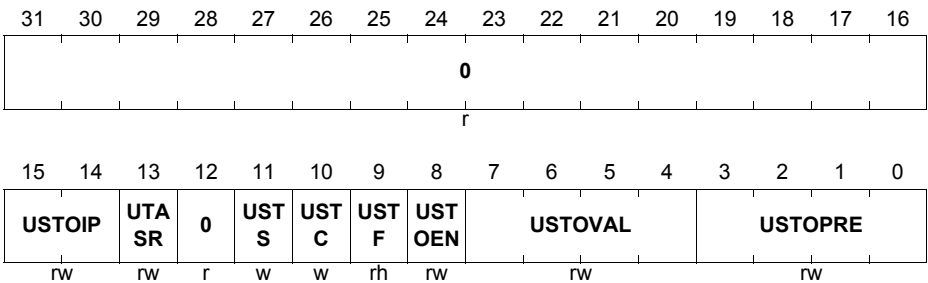 31 30 29 28 27 26 25 24 23 22 21 20 19 18 17 16
0
r
15 14 13 12 11 10 9 8 7 6 5 4 3 2 1 0
USTOIP UTA SR 0 UST S UST C UST F UST OEN USTOVAL USTOPRE
rw rw r w w rh rw rw rw